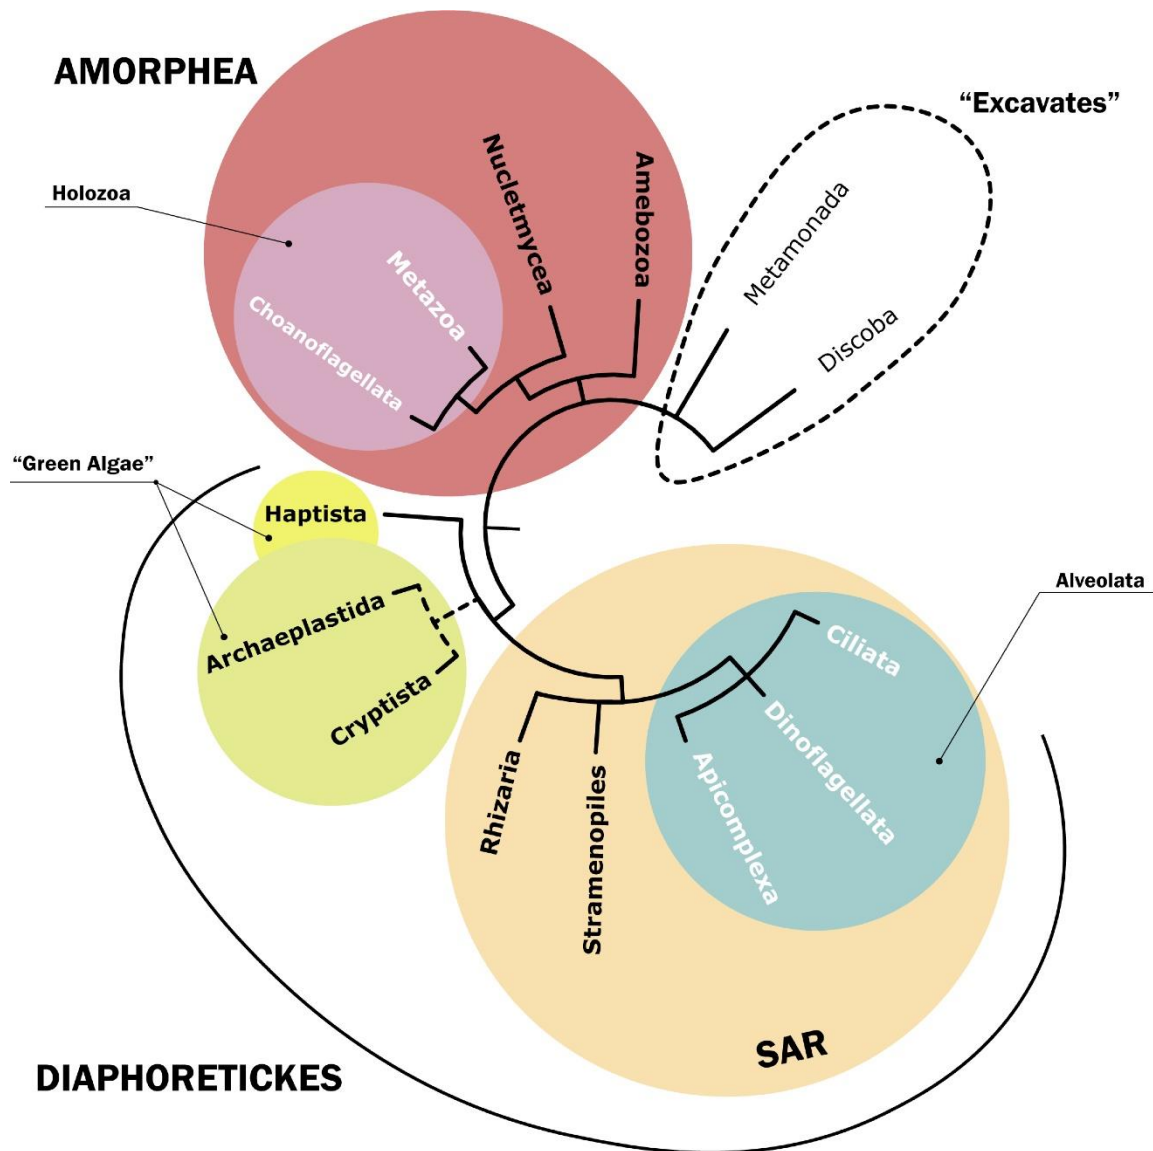 AMORPHEA
“Excavates”
Holozoa
Nucletmycea
Amebozoa
Metamonada
Discoba
Metazoa
Choanoflagellata
“Green Algae”
Haptista
Archaeplastida
Cryptista
Alveolata
Ciliata
Dinoflagellata
Apicomplexa
Rhizaria
Stramenopiles
SAR
DIAPHORETICKES